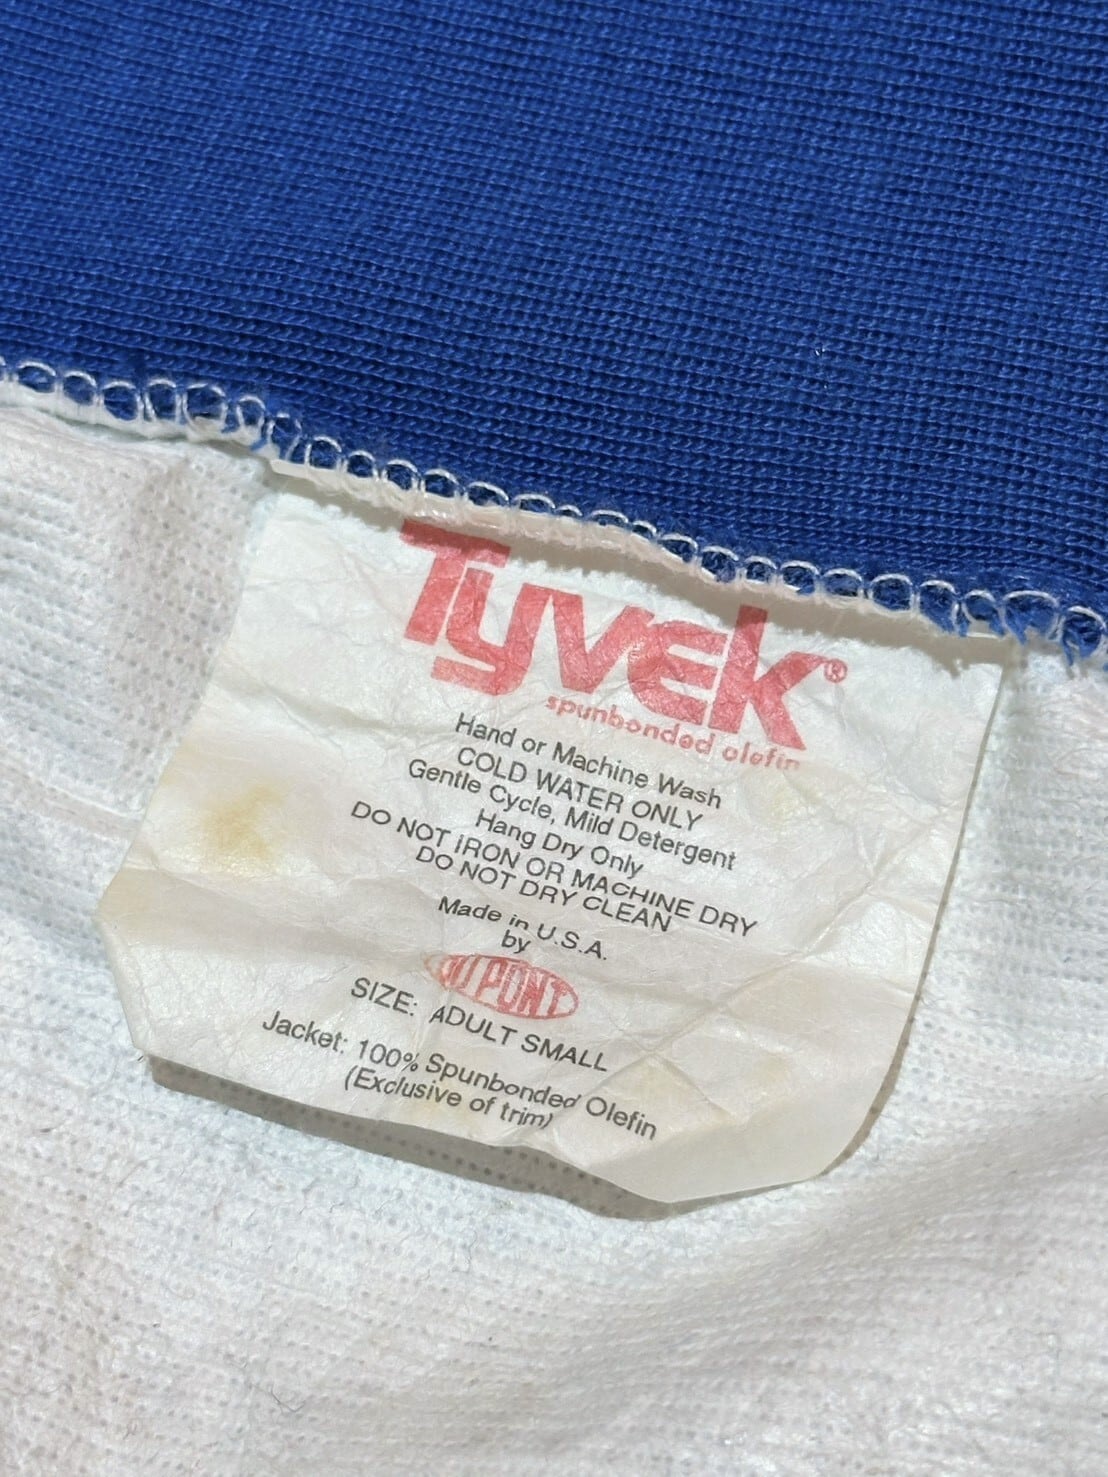 Tyvek®
spunbonded olefin
Hand or Machine Wash
COLD WATER ONLY
Gentle Cycle, Mild Detergent
Hang Dry Only
DO NOT IRON OR MACHINE DRY
DO NOT DRY CLEAN
Made in U.S.A.
by
DU PONT
SIZE: ADULT SMALL
Jacket: 100% Spunbonded Olefin
(Exclusive of trim)